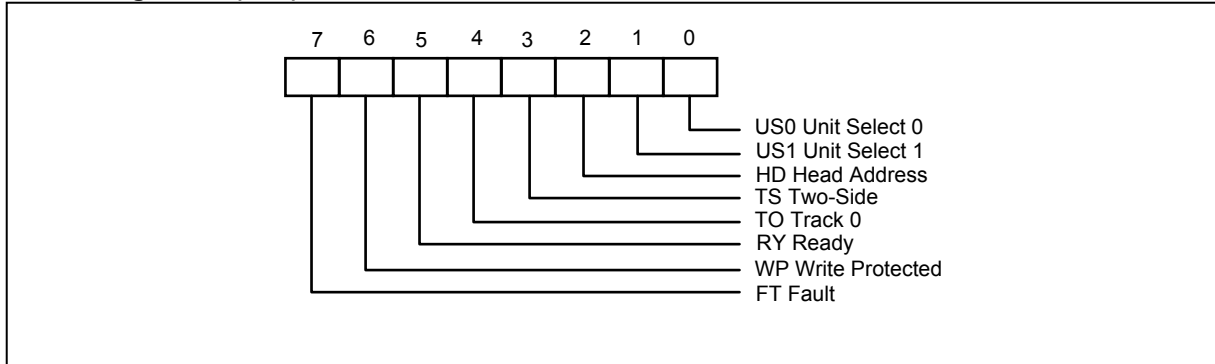 7 6 5 4 3 2 1 0
US0 Unit Select 0
US1 Unit Select 1
HD Head Address
TS Two-Side
TO Track 0
RY Ready
WP Write Protected
FT Fault